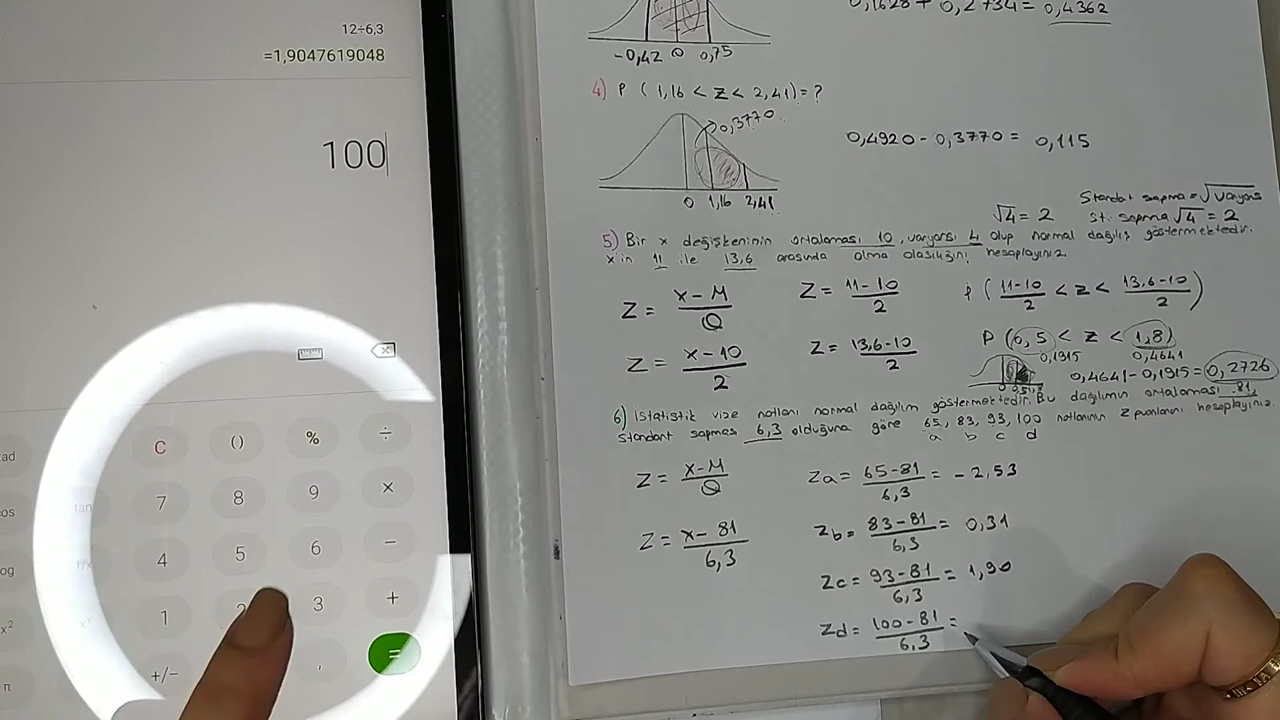 12÷6,3
=1,9047619048
100
ad
C
()
%
÷
os
tan
7
8
9
×
og
4
5
6
−
x²
1
2
3
+
π
+/−
,
=
0,1628 + 0,2734 = 0,4362
-0,42 0 0,75
4) P (1,16 < Z < 2,41) = ?
0,3770
0,4920 - 0,3770 = 0,115
0 1,16 2,41
Standart sapma = √varyans
√4 = 2 St. sapma √4 = 2
5) Bir x değişkeninin ortalaması 10, varyansı 4 olup normal dağılış göstermektedir.
x'in 11 ile 13,6 arasında olma olasılığını hesaplayınız.
Z = x-M/Q
Z = 11-10/2
P ( 11-10/2 < Z < 13,6-10/2 )
Z = x-10/2
Z = 13,6-10/2
P (0,5 < Z < 1,8)
0,1915 0,4641
0,4641 - 0,1915 = 0,2726
6) İstatistik vize notları normal dağılım göstermektedir. Bu dağılımın ortalaması 81,
standart sapması 6,3 olduğuna göre 65, 83, 93, 100 notlarının Z puanlarını hesaplayınız.
a b c d
Z = x-M/Q
Za = 65-81/6,3 = -2,53
Z = x-81/6,3
Zb = 83-81/6,3 = 0,31
Zc = 93-81/6,3 = 1,90
Zd = 100-81/6,3 =